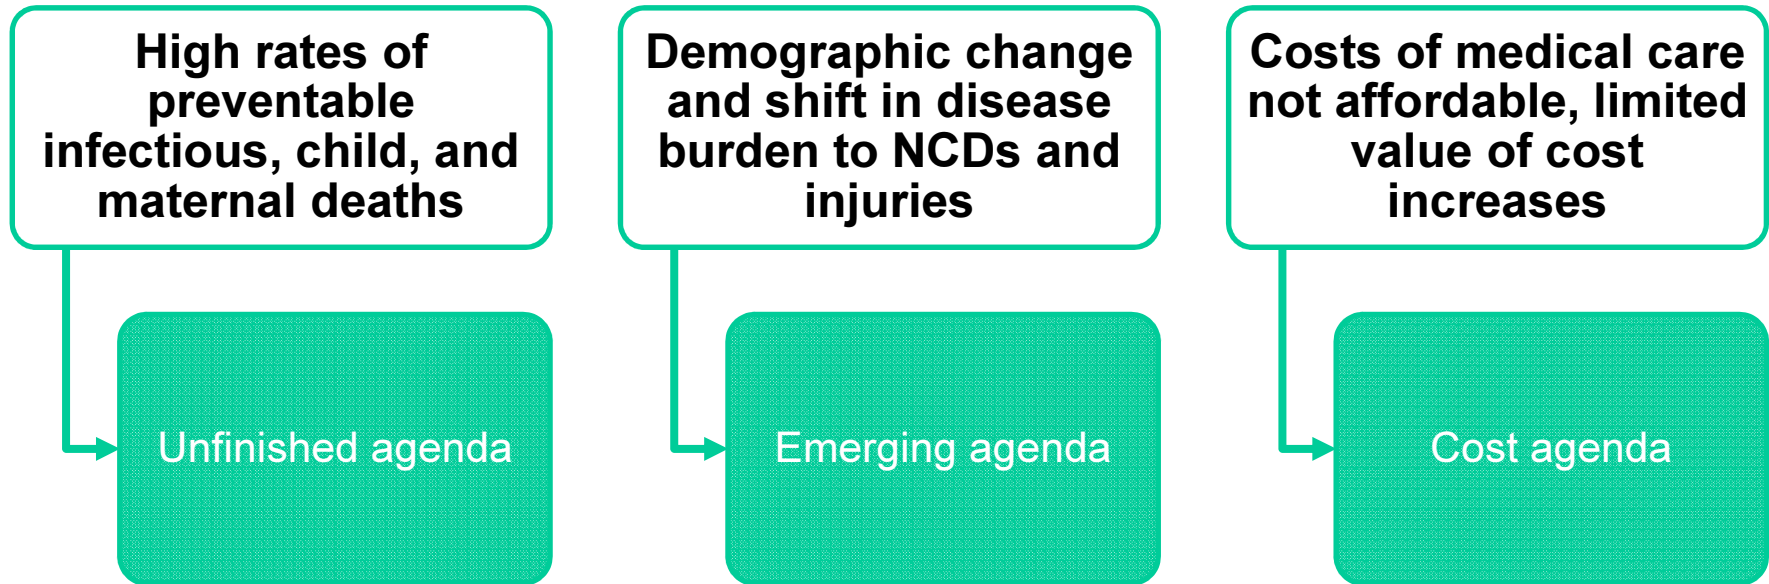 High rates of
preventable
infectious, child, and
maternal deaths
Unfinished agenda
Demographic change
and shift in disease
burden to NCDs and
injuries
Emerging agenda
Costs of medical care
not affordable, limited
value of cost
increases
Cost agenda